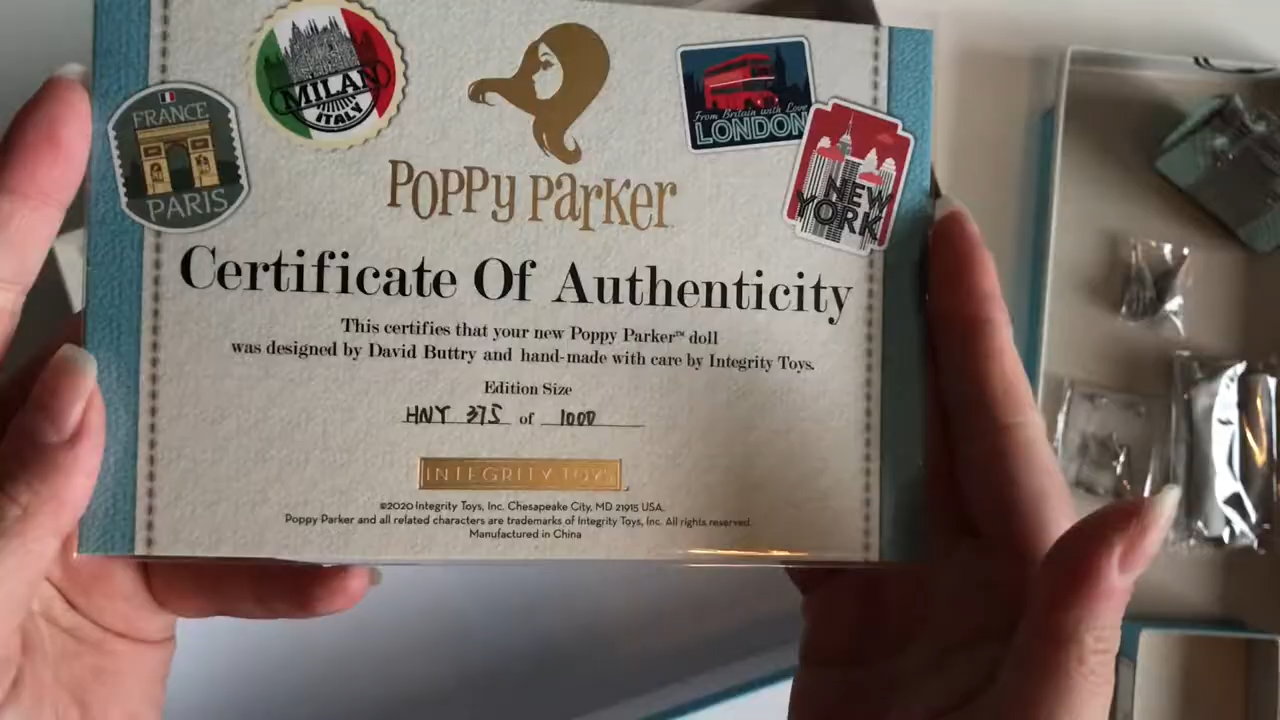 FRANCE
PARIS
MILAN
ITALY
From Britain with Love
LONDON
NEW
YORK
POPPY PARKER
Certificate Of Authenticity
This certifies that your new Poppy Parker™ doll
was designed by David Buttry and hand-made with care by Integrity Toys.
Edition Size
HNY 375 of 1000
INTEGRITY TOYS
©2020 Integrity Toys, Inc. Chesapeake City, MD 21915 USA.
Poppy Parker and all related characters are trademarks of Integrity Toys, Inc. All rights reserved.
Manufactured in China